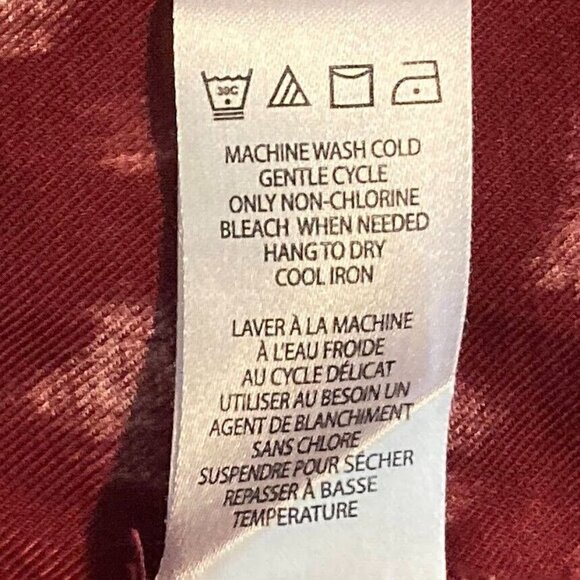 30C
MACHINE WASH COLD
GENTLE CYCLE
ONLY NON-CHLORINE
BLEACH WHEN NEEDED
HANG TO DRY
COOL IRON
LAVER À LA MACHINE
À L'EAU FROIDE
AU CYCLE DÉLICAT
UTILISER AU BESOIN UN
AGENT DE BLANCHIMENT
SANS CHLORE
SUSPENDRE POUR SÉCHER
REPASSER À BASSE
TEMPERATURE